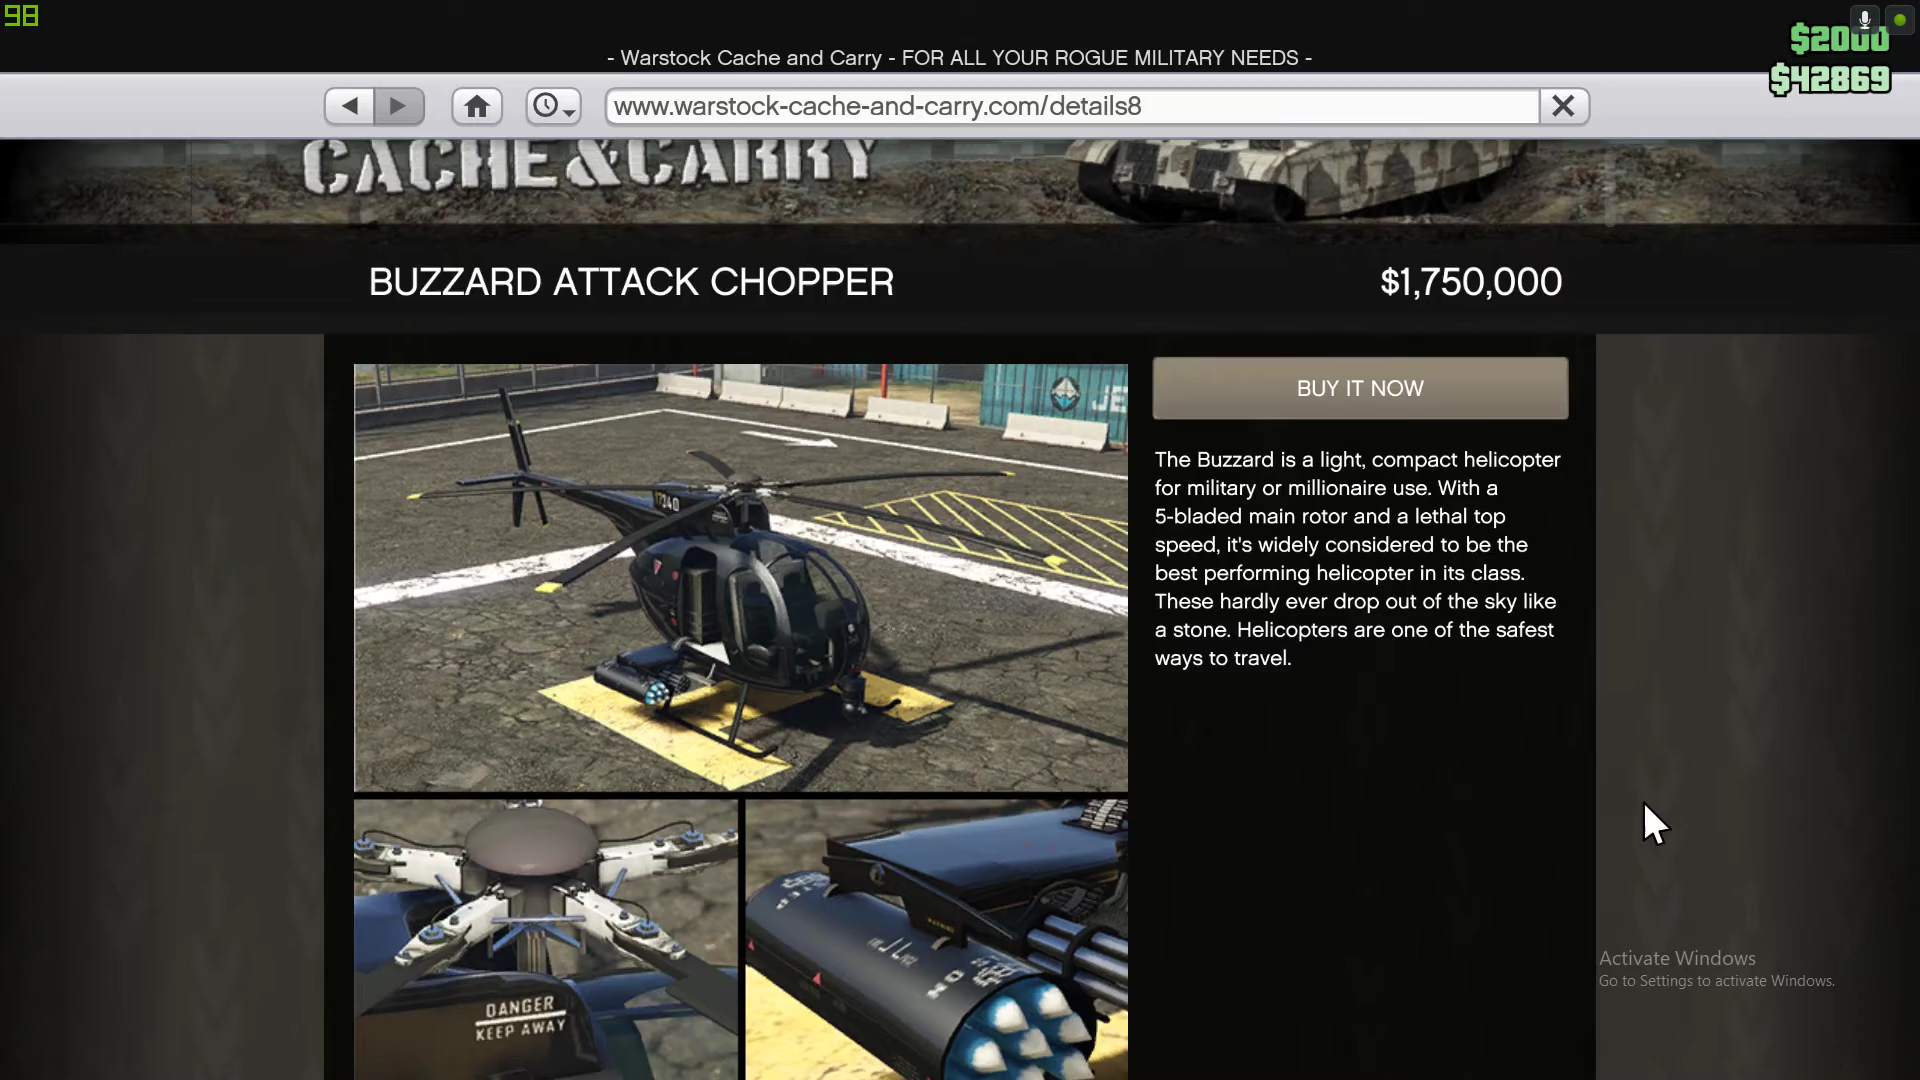 98
$2000
- Warstock Cache and Carry - FOR ALL YOUR ROGUE MILITARY NEEDS -
$42869
www.warstock-cache-and-carry.com/details8
CACHE&CARRY
BUZZARD ATTACK CHOPPER
$1,750,000
BUY IT NOW
The Buzzard is a light, compact helicopter
for military or millionaire use. With a
5-bladed main rotor and a lethal top
speed, it's widely considered to be the
best performing helicopter in its class.
These hardly ever drop out of the sky like
a stone. Helicopters are one of the safest
ways to travel.
JE
DANGER
KEEP AWAY
Activate Windows
Go to Settings to activate Windows.